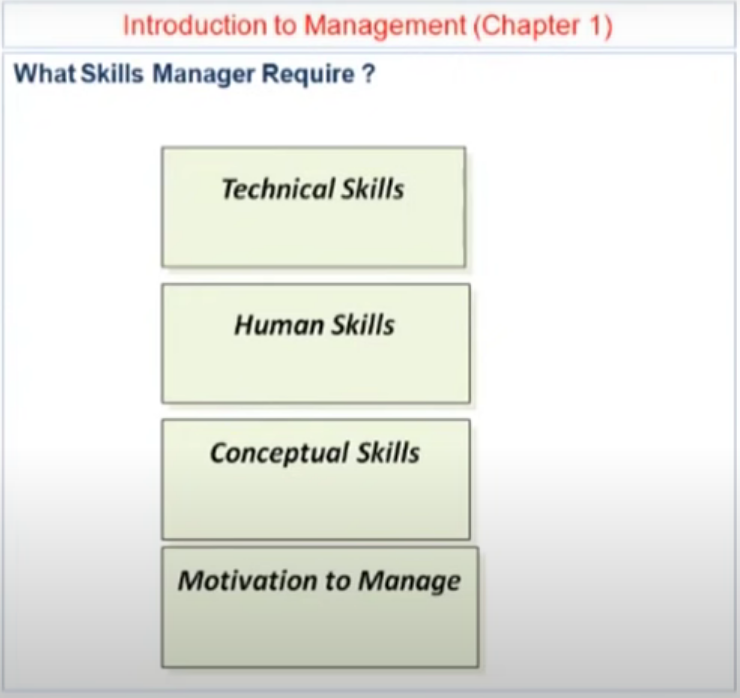 Introduction to Management (Chapter 1)
What Skills Manager Require ?
Technical Skills
Human Skills
Conceptual Skills
Motivation to Manage